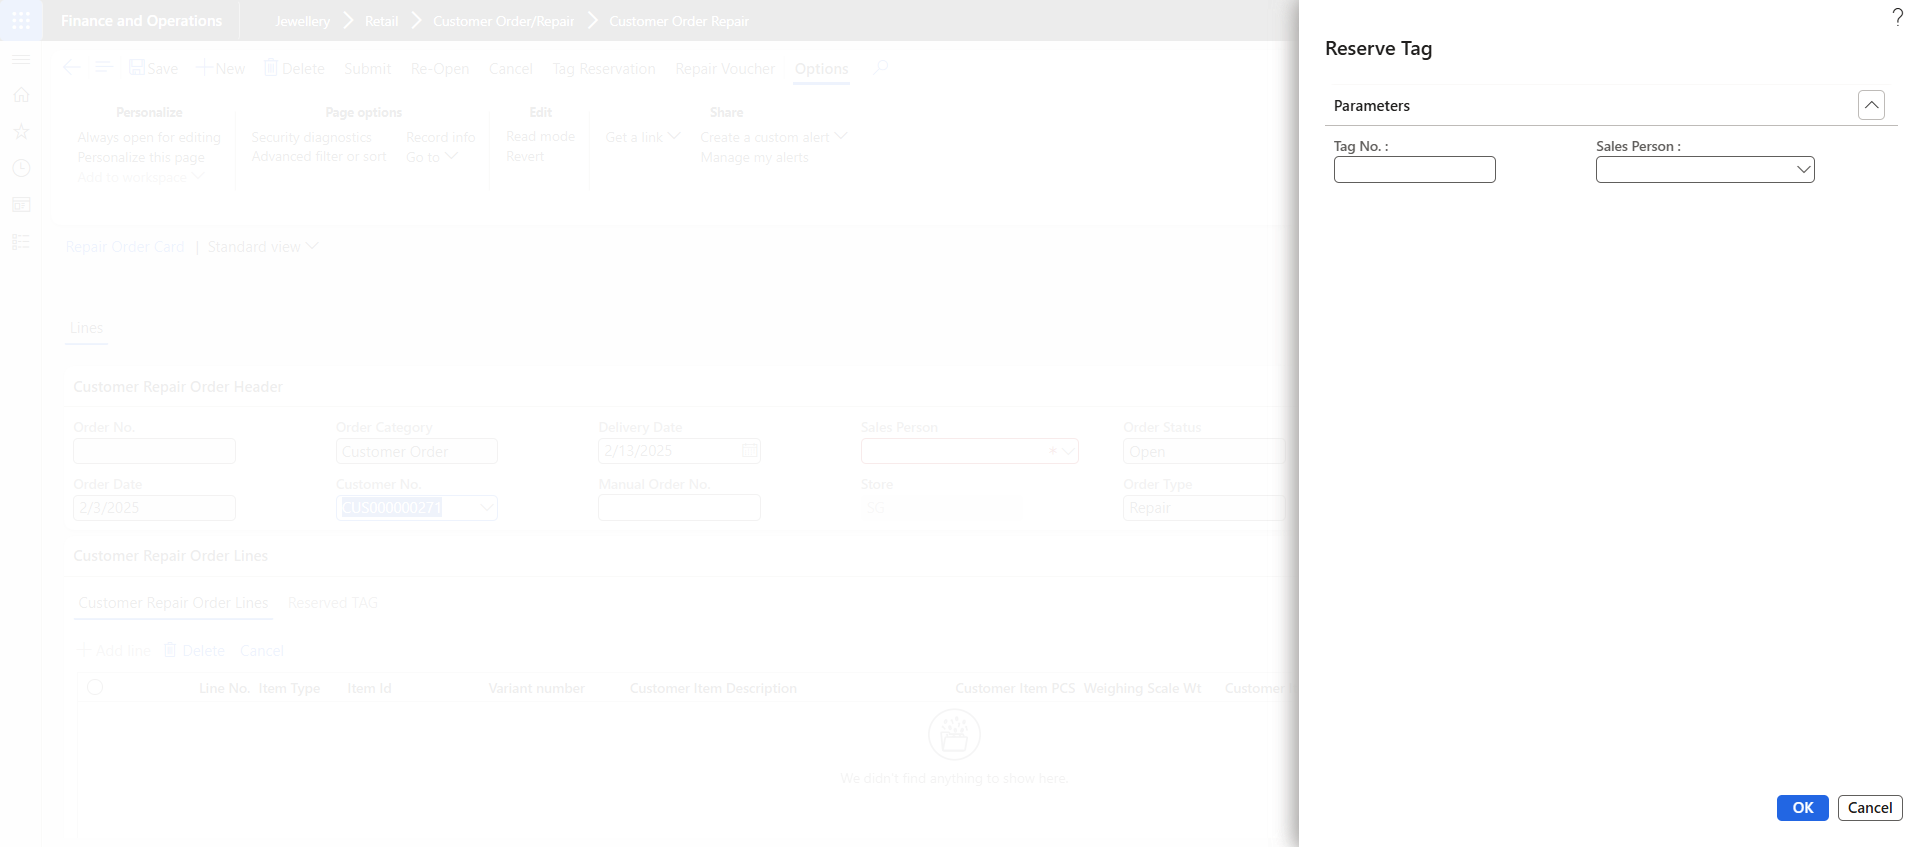 Finance and Operations
Jewellery Retail Customer Order/Repair Customer Order Repair
Save New Delete Submit Re-Open Cancel Tag Reservation Repair Voucher Options
Personalize Page options Edit Share
Always open for editing Security diagnostics Record info Read mode Get a link Create a custom alert
Personalize this page Advanced filter or sort Go to Revert Manage my alerts
Add to workspace
Repair Order Card | Standard view
Lines
Customer Repair Order Header
Order No. Order Category Delivery Date Sales Person Order Status
Customer Order 2/13/2025 Open
Order Date Customer No. Manual Order No. Store Order Type
2/3/2025 CUS000000271 SG Repair
Customer Repair Order Lines
Customer Repair Order Lines Reserved TAG
+ Add line Delete Cancel
Line No. Item Type Item Id Variant number Customer Item Description Customer Item PCS Weighing Scale Wt Customer
We didn't find anything to show here.
?
Reserve Tag
Parameters
Tag No. : Sales Person :
OK Cancel